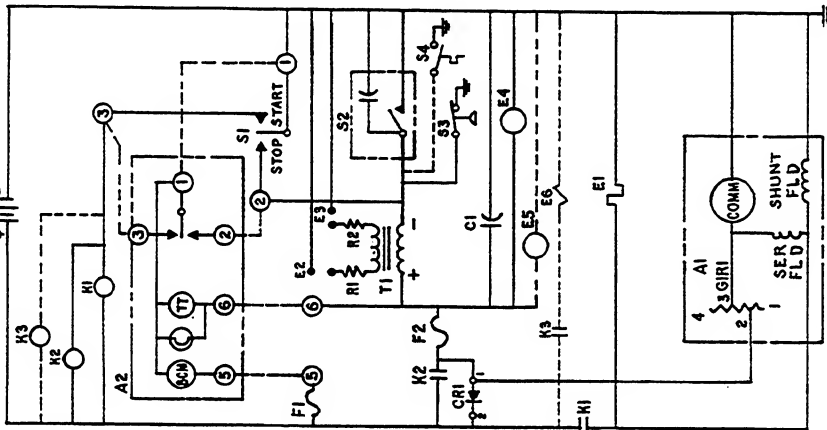 +
K3
K2
K1
3
A2
BCM
TT
3
1
2
5
6
S1
STOP
START
1
2
5
6
F1
E2
E3
R1
R2
T1
+
-
S2
S3
S4
F2
K2
CR1
1
2
C1
E4
E5
E6
K3
K1
E1
A1
4
3
GIR1
2
1
COMM
SER
FLD
SHUNT
FLD